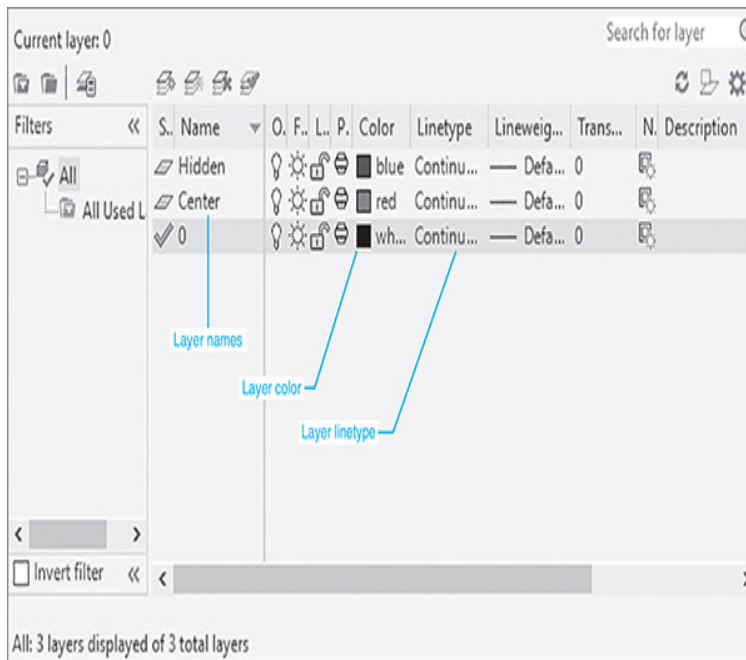 Current layer: 0
Search for layer
Filters «
S.. Name O. F.. L.. P. Color Linetype Lineweig... Trans... N. Description
All
All Used L
Hidden blue Continu... Defa... 0
Center red Continu... Defa... 0
0 wh... Continu... Defa... 0
Layer names
Layer color
Layer linetype
Invert filter «
All: 3 layers displayed of 3 total layers